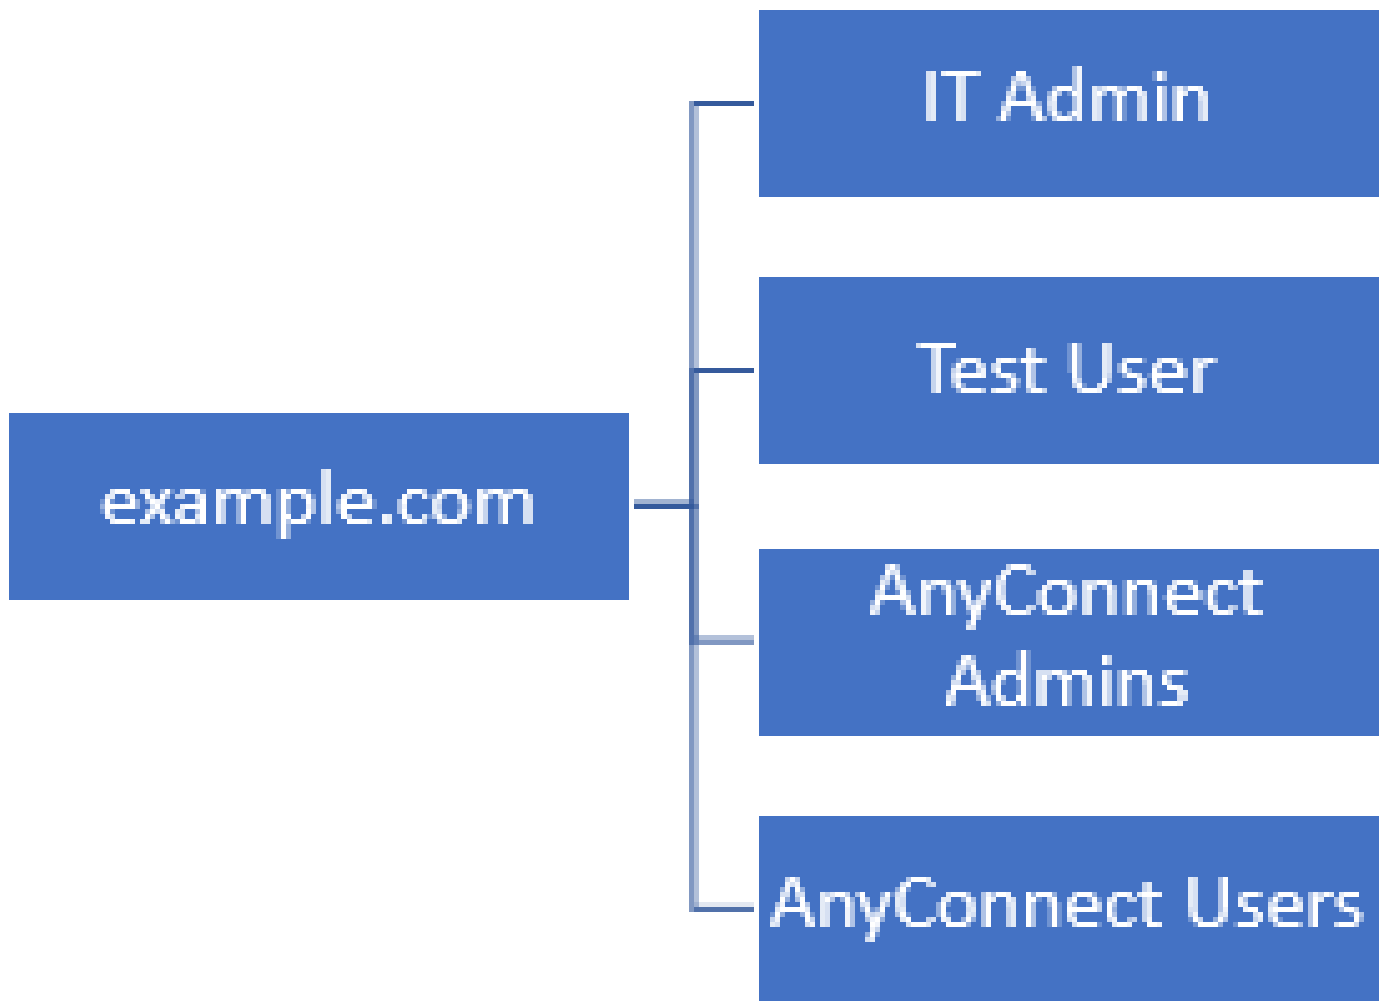 IT Admin
Test User
example.com
AnyConnect
Admins
AnyConnect Users